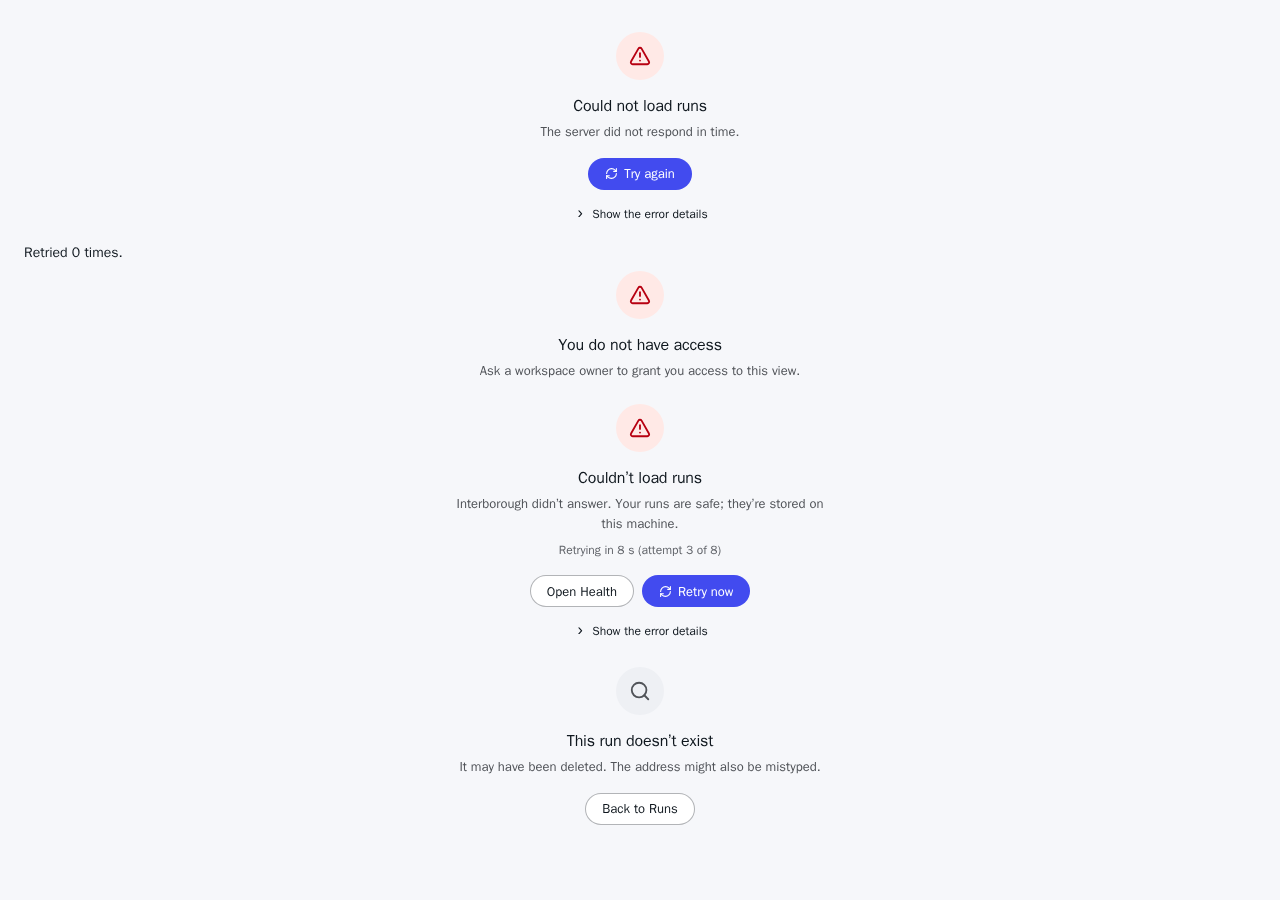 Could not load runs
The server did not respond in time.
Try again
Show the error details
Retried 0 times.
You do not have access
Ask a workspace owner to grant you access to this view.
Couldn’t load runs
Interborough didn’t answer. Your runs are safe; they’re stored on
this machine.
Retrying in 8 s (attempt 3 of 8)
Open Health
Retry now
Show the error details
This run doesn’t exist
It may have been deleted. The address might also be mistyped.
Back to Runs